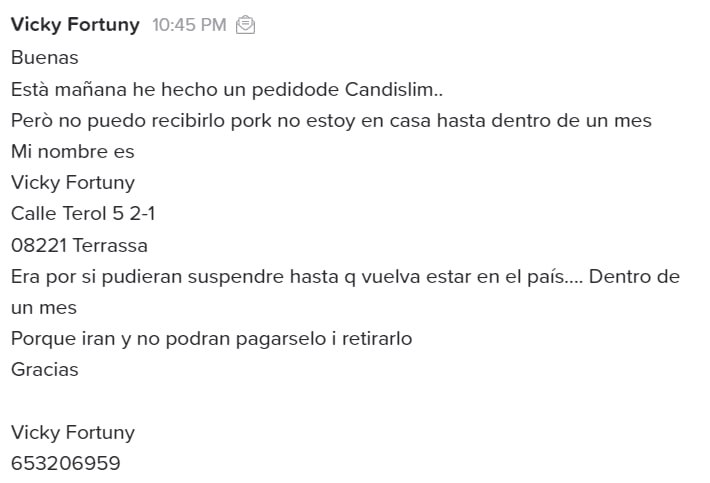 Vicky Fortuny 10:45 PM
Buenas
Està mañana he hecho un pedidode Candislim..
Però no puedo recibirlo pork no estoy en casa hasta dentro de un mes
Mi nombre es
Vicky Fortuny
Calle Terol 5 2-1
08221 Terrassa
Era por si pudieran suspendre hasta q vuelva estar en el país.... Dentro de
un mes
Porque iran y no podran pagarselo i retirarlo
Gracias
Vicky Fortuny
653206959